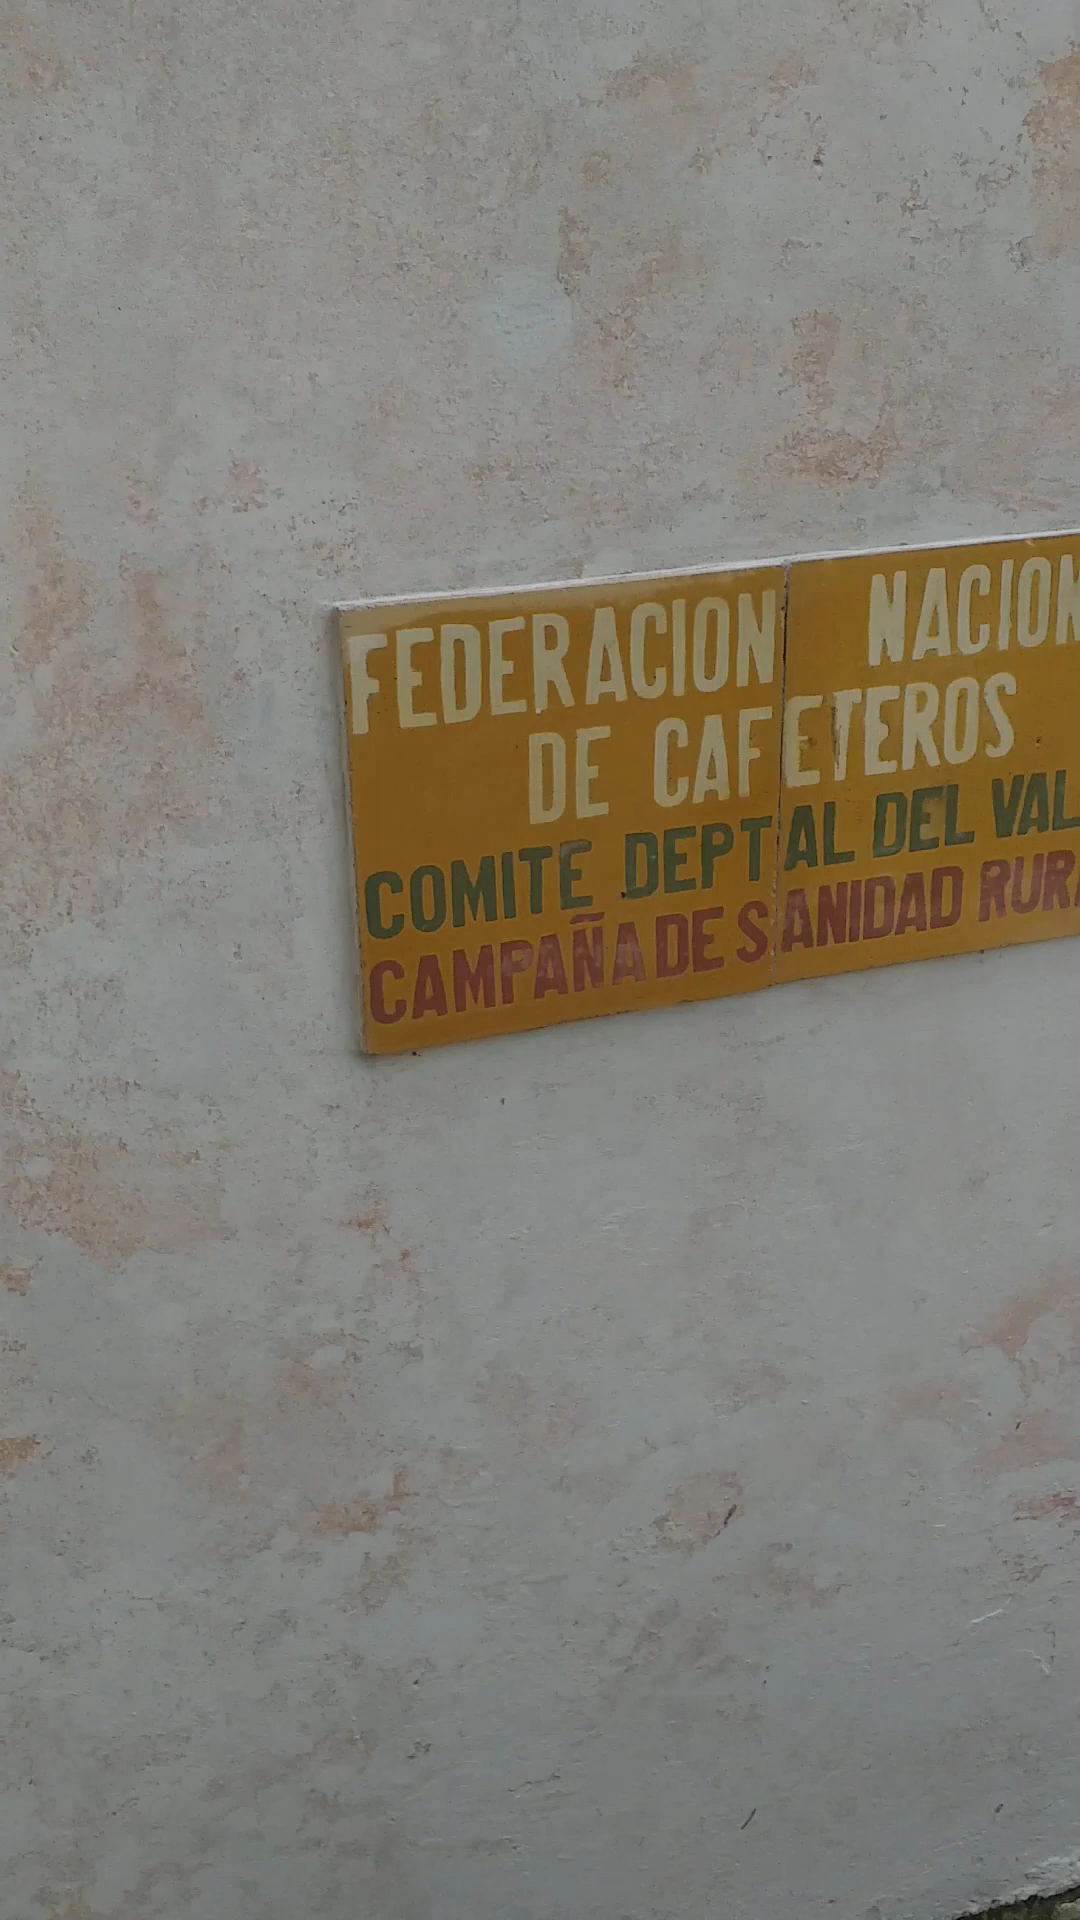 FEDERACION NACION
DE CAFETEROS
COMITE DEPTAL DEL VAL
CAMPAÑA DE SANIDAD RURA